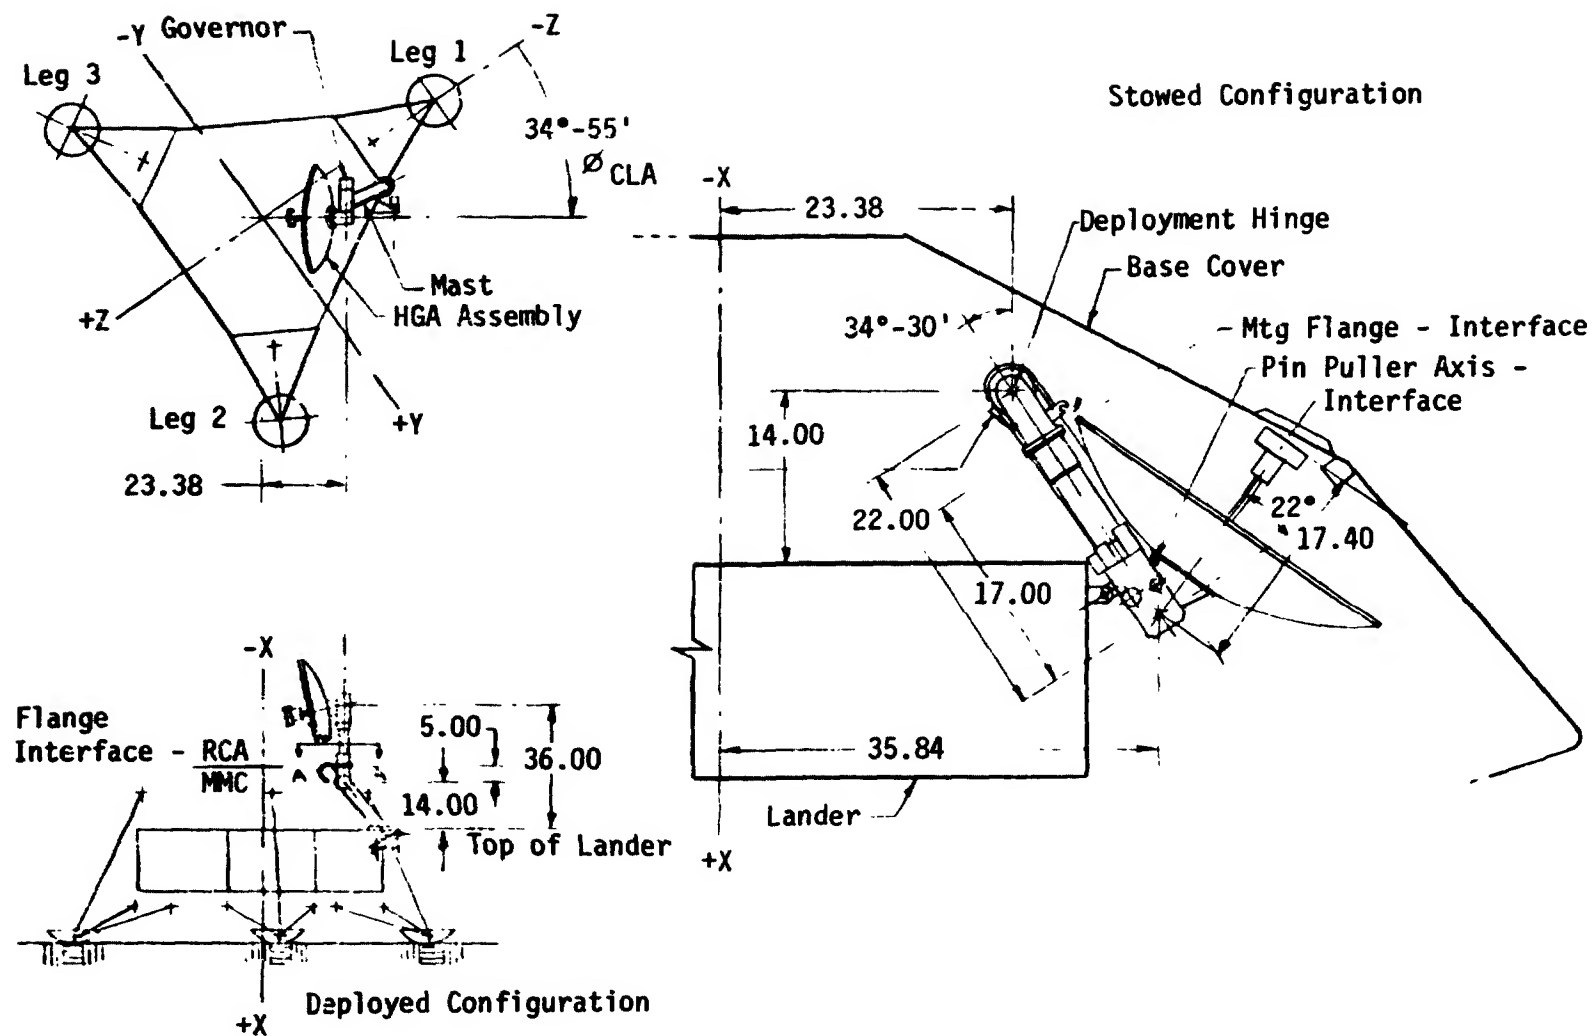 -Y Governor
-Z
Leg 1
Leg 3
34°-55'
Ø CLA
Mast
HGA Assembly
+Z
+Y
Leg 2
23.38
Stowed Configuration
-X
23.38
Deployment Hinge
Base Cover
34°-30'
Mtg Flange - Interface
Pin Puller Axis -
Interface
14.00
22.00
22°
17.40
17.00
35.84
Lander
+X
-X
Flange
Interface - RCA
MMC
A
5.00
36.00
14.00
Top of Lander
Deployed Configuration
+X